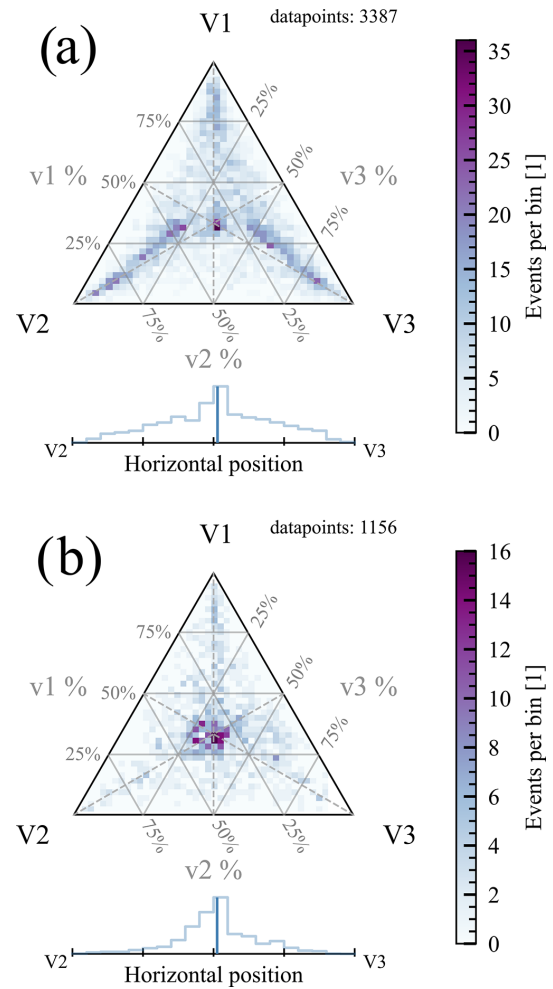 (a)
V1
datapoints: 3387
75%
25%
v1 %
50%
50%
v3 %
25%
75%
V2
75%
50%
25%
V3
v2 %
V2
V3
Horizontal position
35
30
25
20
15
10
5
0
Events per bin [1]
(b)
V1
datapoints: 1156
75%
25%
v1 %
50%
50%
v3 %
25%
75%
V2
75%
50%
25%
V3
v2 %
V2
V3
Horizontal position
16
14
12
10
8
6
4
2
0
Events per bin [1]